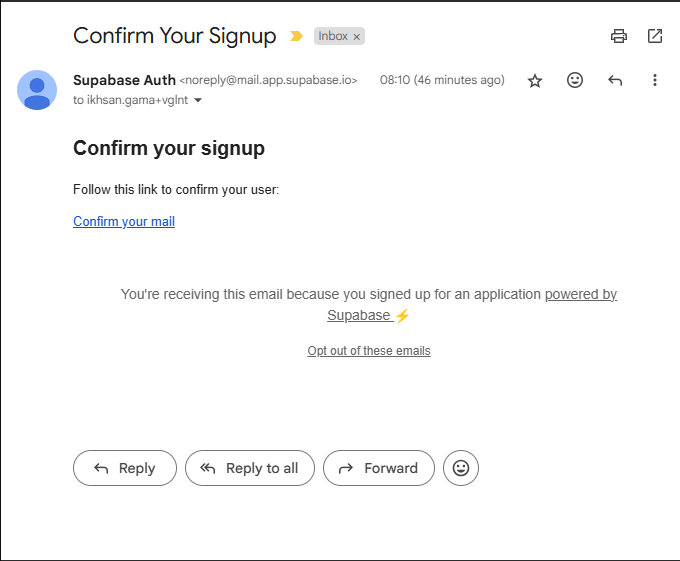 Confirm Your Signup
Inbox ×
Supabase Auth <noreply@mail.app.supabase.io>
08:10 (46 minutes ago)
to ikhsan.gama+vglnt
Confirm your signup
Follow this link to confirm your user:
Confirm your mail
You're receiving this email because you signed up for an application powered by
Supabase ⚡
Opt out of these emails
Reply
Reply to all
Forward